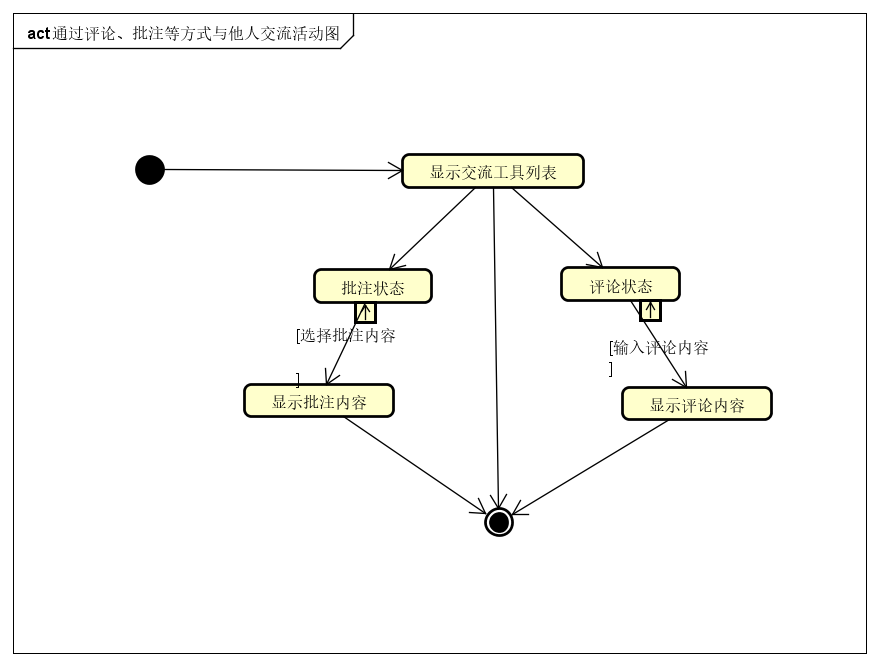 act 通过评论、批注等方式与他人交流活动图
显示交流工具列表
批注状态
评论状态
[选择批注内容
]
[输入评论内容
]
显示批注内容
显示评论内容